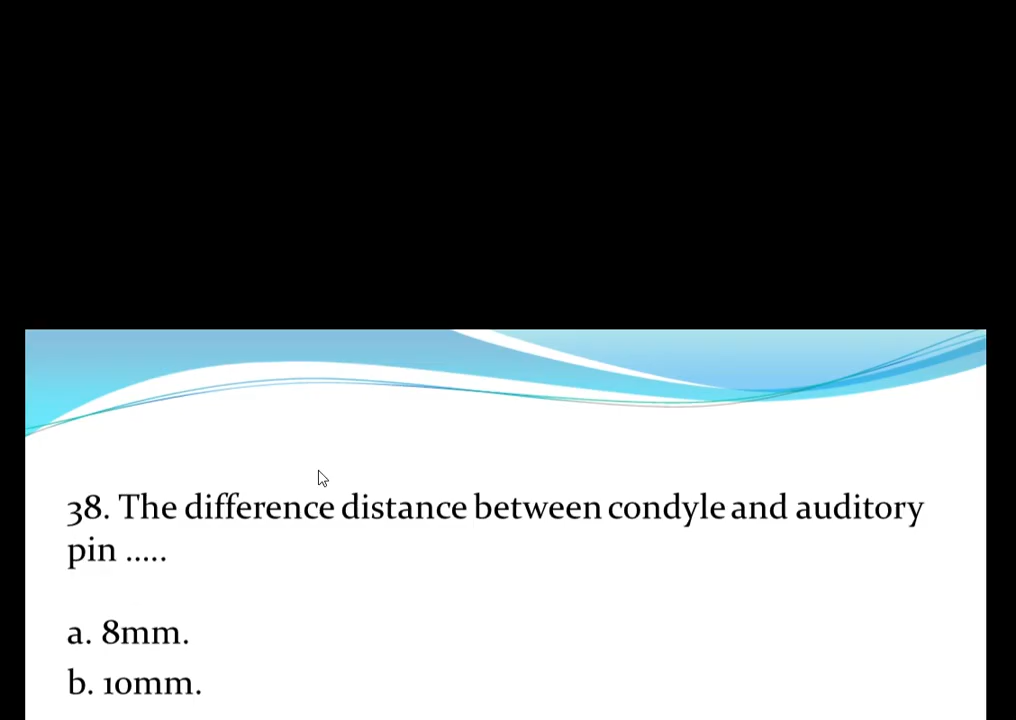 38. The difference distance between condyle and auditory
pin .....
a. 8mm.
b. 10mm.